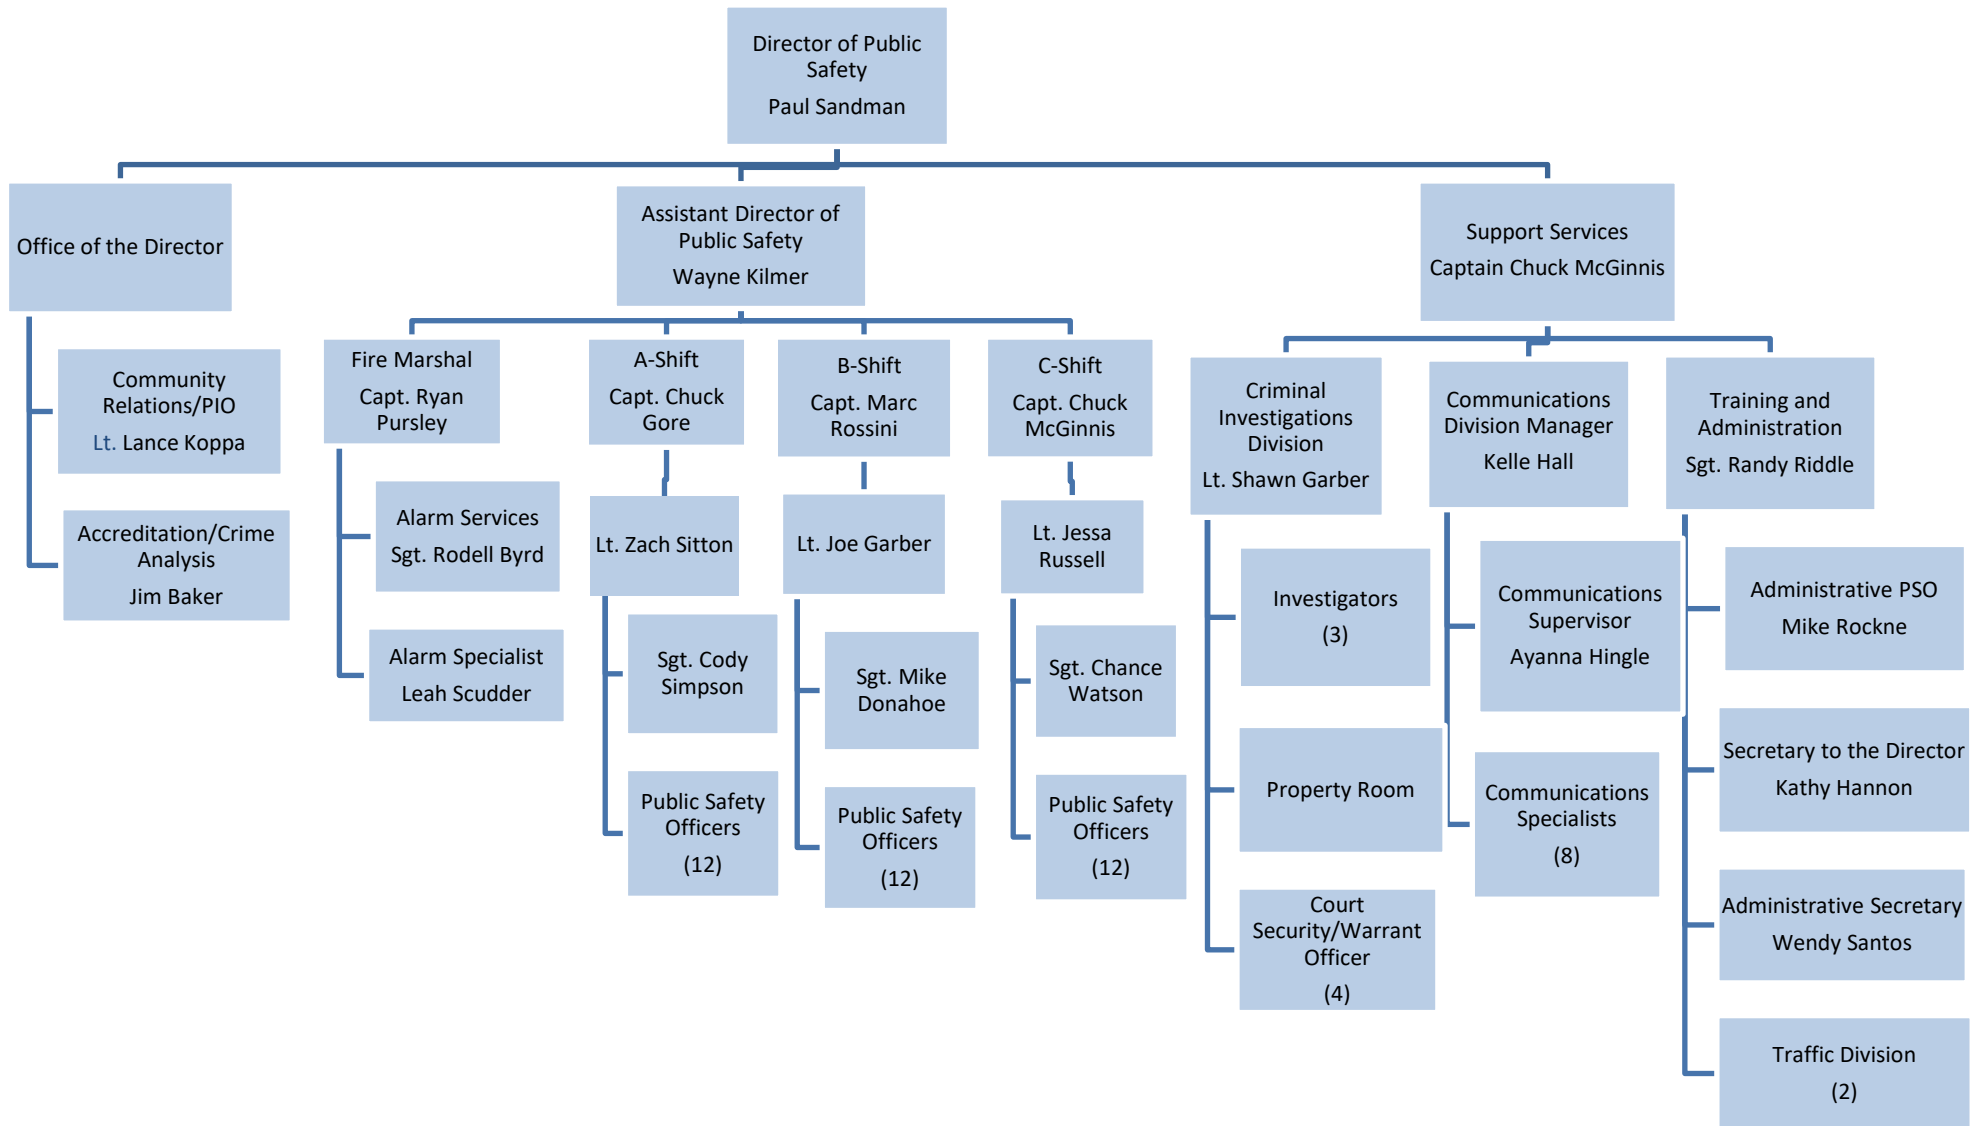 Director of Public
Safety
Paul Sandman
Office of the Director
Assistant Director of
Public Safety
Wayne Kilmer
Support Services
Captain Chuck McGinnis
Community
Relations/PIO
Lt. Lance Koppa
Accreditation/Crime
Analysis
Jim Baker
Fire Marshal
Capt. Ryan
Pursley
Alarm Services
Sgt. Rodell Byrd
Alarm Specialist
Leah Scudder
A-Shift
Capt. Chuck
Gore
Lt. Zach Sitton
Sgt. Cody
Simpson
Public Safety
Officers
(12)
B-Shift
Capt. Marc
Rossini
Lt. Joe Garber
Sgt. Mike
Donahoe
Public Safety
Officers
(12)
C-Shift
Capt. Chuck
McGinnis
Lt. Jessa
Russell
Sgt. Chance
Watson
Public Safety
Officers
(12)
Criminal
Investigations
Division
Lt. Shawn Garber
Investigators
(3)
Property Room
Court
Security/Warrant
Officer
(4)
Communications
Division Manager
Kelle Hall
Communications
Supervisor
Ayanna Hingle
Communications
Specialists
(8)
Training and
Administration
Sgt. Randy Riddle
Administrative PSO
Mike Rockne
Secretary to the Director
Kathy Hannon
Administrative Secretary
Wendy Santos
Traffic Division
(2)